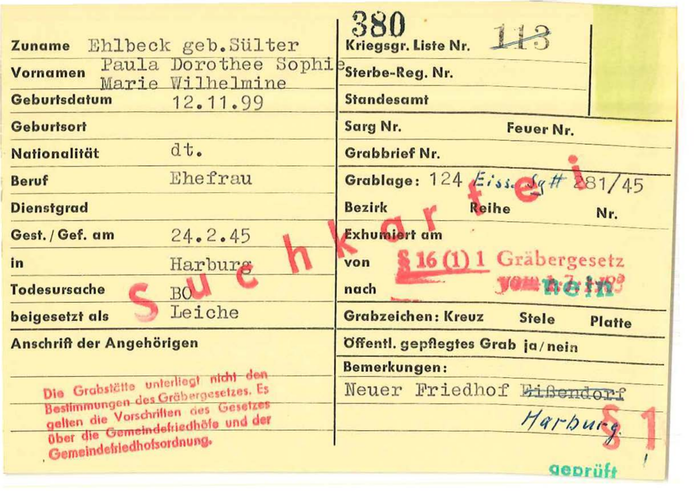 380
Zuname Ehlbeck geb.Sülter
Kriegsgr. Liste Nr. 113
Vornamen Paula Dorothee Sophie
Marie Wilhelmine
Sterbe-Reg. Nr.
Geburtsdatum 12.11.99
Standesamt
Geburtsort
Sarg Nr. Feuer Nr.
Nationalität dt.
Grabbrief Nr.
Beruf Ehefrau
Grablage: 124 Eiss. 281/45
Dienstgrad
Bezirk Reihe Nr.
Gest./Gef. am 24.2.45
Exhumiert am
in Harburg
von § 16 (1) 1 Gräbergesetz
Todesursache BO
nach vom nein
beigesetzt als Leiche
Grabzeichen: Kreuz Stele Platte
Suchkartei
Anschrift der Angehörigen
Öffentl. gepflegtes Grab ja/nein
Bemerkungen:
Neuer Friedhof Eißendorf
Harburg.
§ 1
Die Grabstätte unterliegt nicht den
Bestimmungen des Gräbergesetzes. Es
gelten die Vorschriften des Gesetzes
über die Gemeindefriedhöfe und der
Gemeindefriedhofsordnung.
geprüft